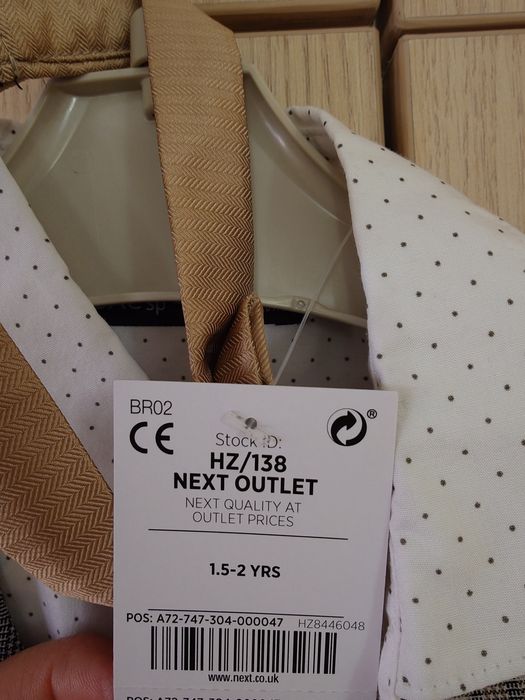 BR02
CE
STOCK ID:
HZ/138
NEXT OUTLET
NEXT QUALITY AT
OUTLET PRICES
®
1.5-2 YRS
POS: A72-747-304-000047 HZ8446048
www.next.co.uk